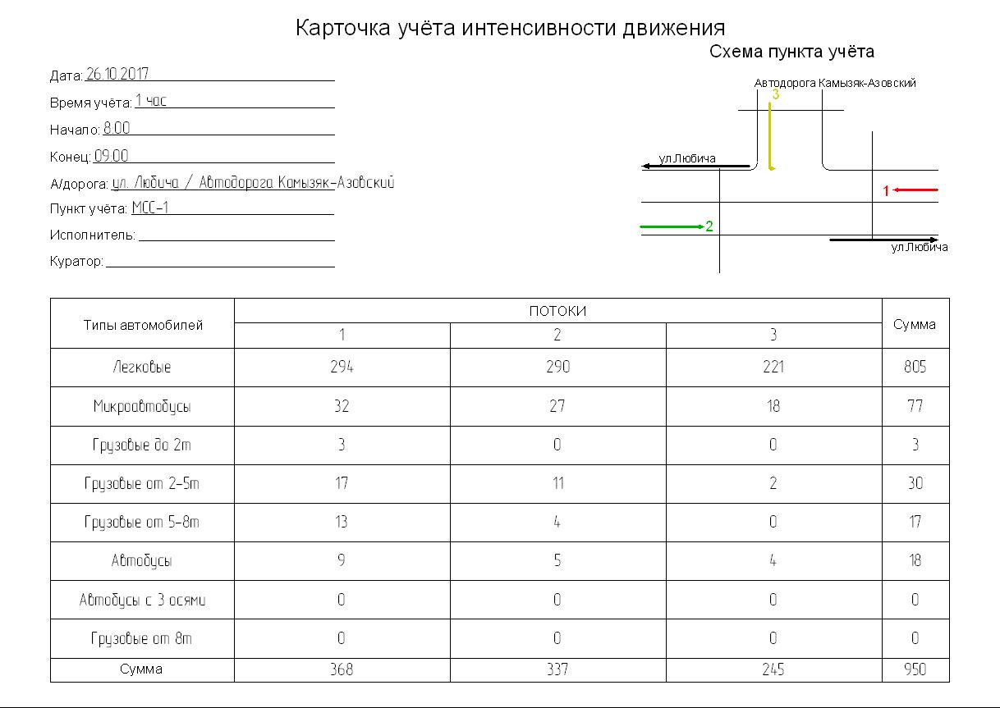 Карточка учёта интенсивности движения
Схема пункта учёта
Дата: 26.10.2017
Время учёта: 1 час
Начало: 8:00
Конец: 09:00
А/дорога: ул. Любича / Автодорога Камызяк-Азовский
Пункт учёта: МСС-1
Исполнитель:
Куратор:
Автодорога Камызяк-Азовский
3
ул.Любича
1
2
ул.Любича
Типы автомобилей ПОТОКИ Сумма
1 2 3
Легковые 294 290 221 805
Микроавтобусы 32 27 18 77
Грузовые до 2т 3 0 0 3
Грузовые от 2-5т 17 11 2 30
Грузовые от 5-8т 13 4 0 17
Автобусы 9 5 4 18
Автобусы с 3 осями 0 0 0 0
Грузовые от 8т 0 0 0 0
Сумма 368 337 245 950